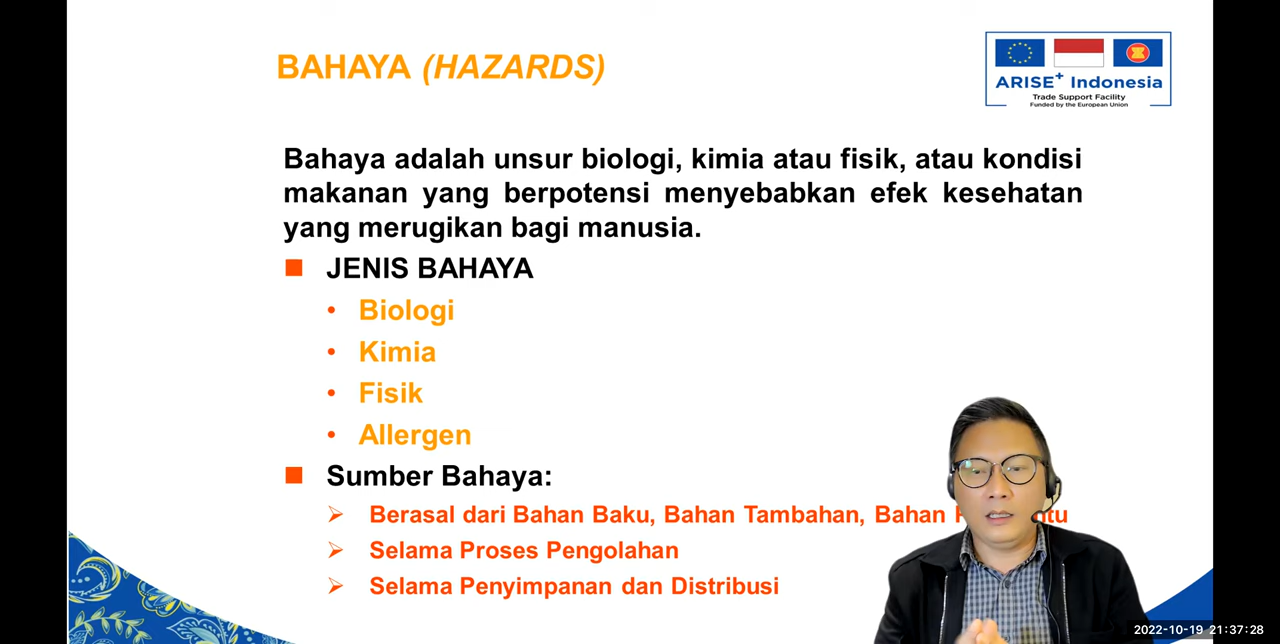 BAHAYA (HAZARDS)
ARISE+ Indonesia
Trade Support Facility
Funded by the European Union
Bahaya adalah unsur biologi, kimia atau fisik, atau kondisi
makanan yang berpotensi menyebabkan efek kesehatan
yang merugikan bagi manusia.
JENIS BAHAYA
• Biologi
• Kimia
• Fisik
• Allergen
Sumber Bahaya:
Berasal dari Bahan Baku, Bahan Tambahan, Bahan
Selama Proses Pengolahan
Selama Penyimpanan dan Distribusi
2022-10-19 21:37:28